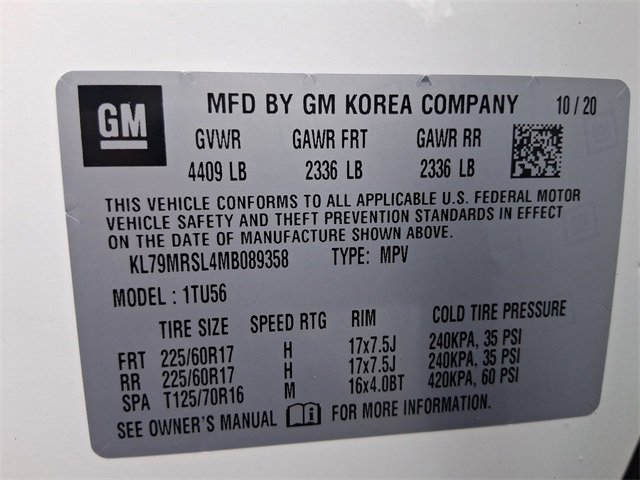 GM
MFD BY GM KOREA COMPANY 10/20
GVWR GAWR FRT GAWR RR
4409 LB 2336 LB 2336 LB
THIS VEHICLE CONFORMS TO ALL APPLICABLE U.S. FEDERAL MOTOR
VEHICLE SAFETY AND THEFT PREVENTION STANDARDS IN EFFECT
ON THE DATE OF MANUFACTURE SHOWN ABOVE.
KL79MRSL4MB089358 TYPE: MPV
MODEL : 1TU56
TIRE SIZE SPEED RTG RIM COLD TIRE PRESSURE
FRT 225/60R17 H 17x7.5J 240KPA, 35 PSI
RR 225/60R17 H 17x7.5J 240KPA, 35 PSI
SPA T125/70R16 M 16x4.0BT 420KPA, 60 PSI
SEE OWNER'S MANUAL FOR MORE INFORMATION.